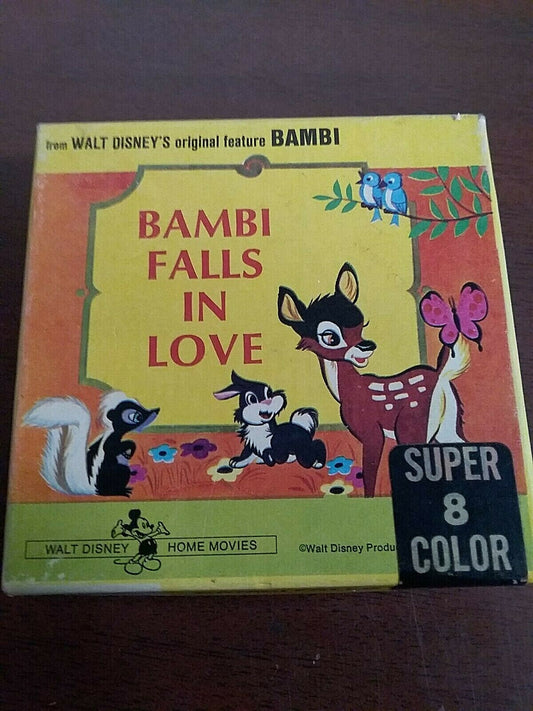 from WALT DISNEY'S original feature BAMBI
BAMBI
FALLS
IN
LOVE
SUPER
8
COLOR
WALT DISNEY HOME MOVIES
©Walt Disney Produ